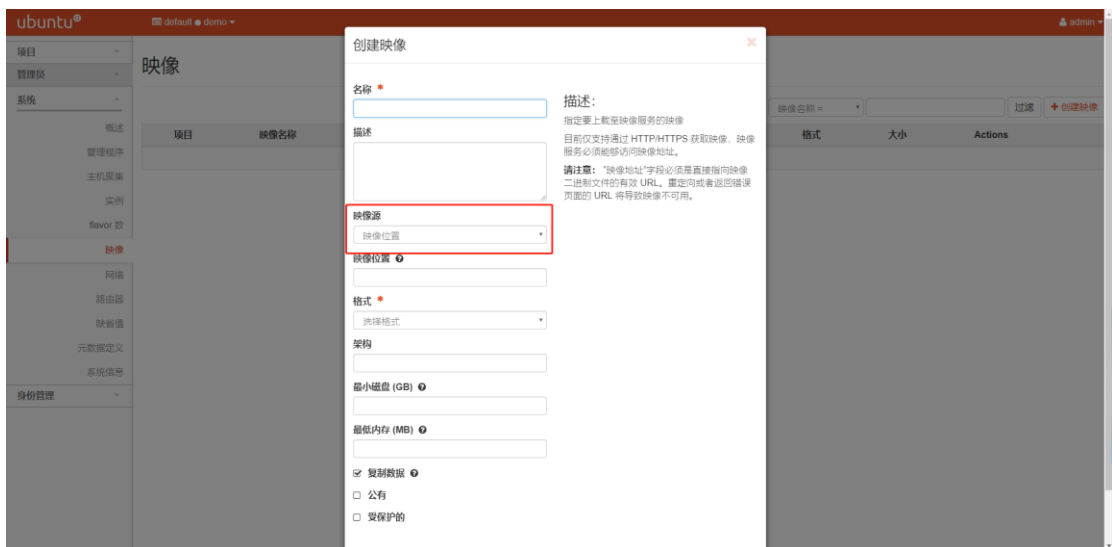 ubuntu®
default ● demo
admin
项目
管理员
系统
概述
管理程序
主机聚集
实例
flavor 数
映像
网络
路由器
缺省值
元数据定义
系统信息
身份管理
映像
映像名称 =
过滤
+ 创建映像
项目
映像名称
格式
大小
Actions
创建映像
×
名称 *
描述
映像源
映像位置
映像位置
格式 *
选择格式
架构
最小磁盘 (GB)
最低内存 (MB)
复制数据
公有
受保护的
描述：
指定要上载至映像服务的映像
目前仅支持通过 HTTP/HTTPS 获取映像．映像
服务必须能够访问映像地址。
请注意： "映像地址"字段必须是直接指向映像
二进制文件的有效 URL。重定向或者返回错误
页面的 URL 将导致映像不可用。